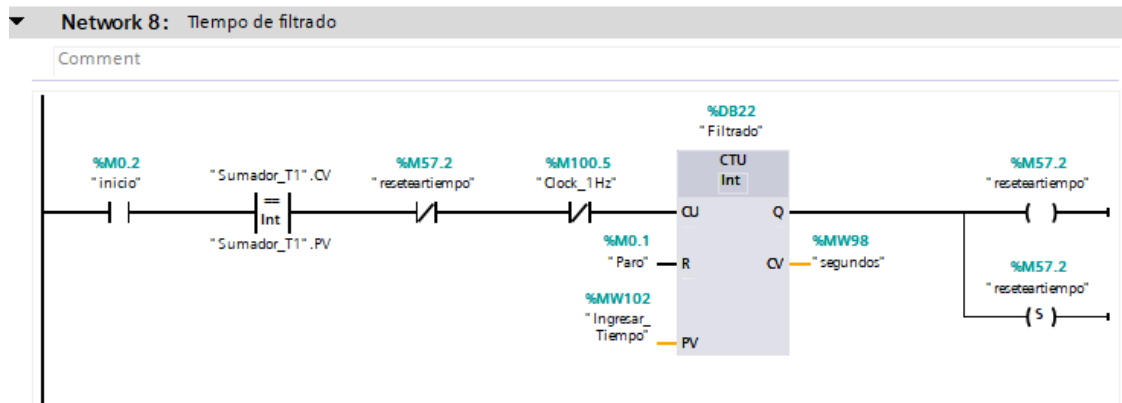 Network 8: TIempo de filtrado
Comment
%DB22
"Filtrado"
%M0.2
"inicio"
"Sumador_T1".CV
==
Int
"Sumador_T1".PV
%M57.2
"reseteartiempo"
%M100.5
"Clock_1Hz"
CTU
Int
CU
Q
%M57.2
"reseteartiempo"
%M0.1
"Paro"
R
CV
%MW98
"segundos"
%M57.2
"reseteartiempo"
S
%MW102
"Ingresar_
Tiempo"
PV